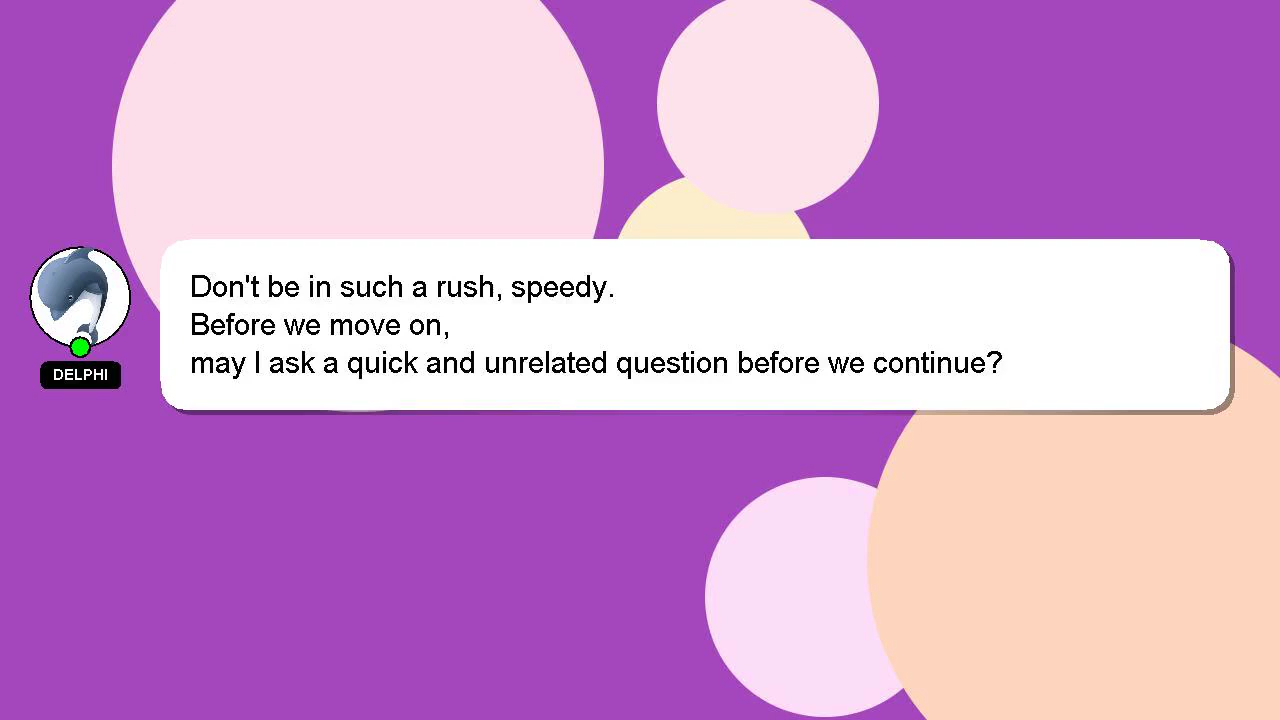 Don't be in such a rush, speedy.
Before we move on,
may I ask a quick and unrelated question before we continue?
DELPHI